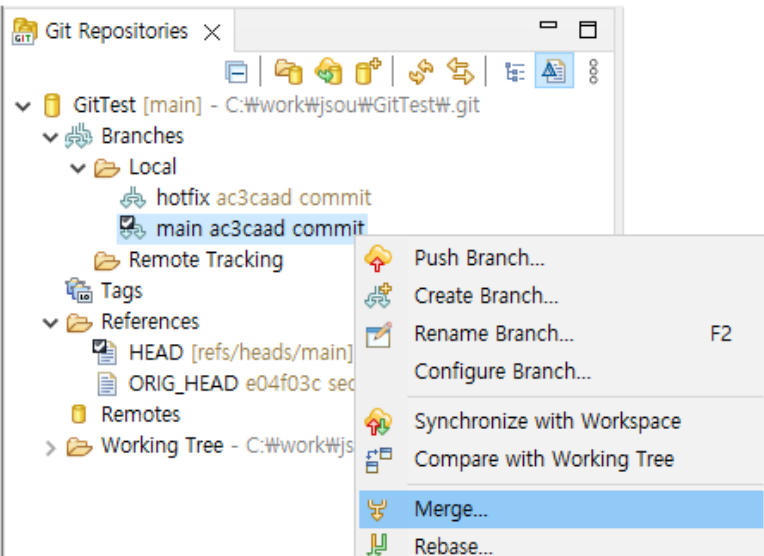 Git Repositories
GitTest [main] - C:₩work₩jsou₩GitTest₩.git
Branches
Local
hotfix ac3caad commit
main ac3caad commit
Remote Tracking
Tags
References
HEAD [refs/heads/main]
ORIG_HEAD e04f03c sec
Remotes
Working Tree - C:₩work₩js
Push Branch...
Create Branch...
Rename Branch... F2
Configure Branch...
Synchronize with Workspace
Compare with Working Tree
Merge...
Rebase...